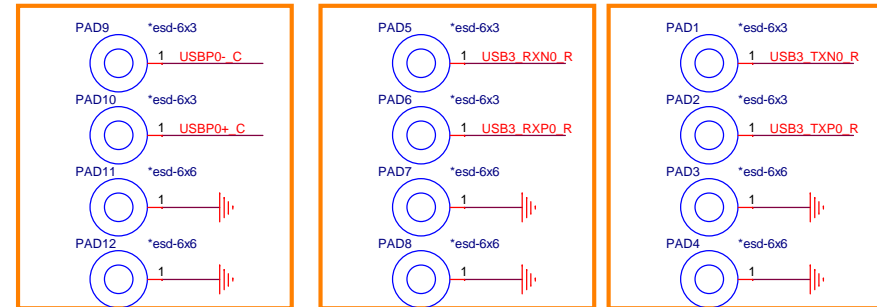 PAD9 *esd-6x3
1 USBP0-_C
PAD10 *esd-6x3
1 USBP0+_C
PAD11 *esd-6x6
1
PAD12 *esd-6x6
1
PAD5 *esd-6x3
1 USB3_RXN0_R
PAD6 *esd-6x3
1 USB3_RXP0_R
PAD7 *esd-6x6
1
PAD8 *esd-6x6
1
PAD1 *esd-6x3
1 USB3_TXN0_R
PAD2 *esd-6x3
1 USB3_TXP0_R
PAD3 *esd-6x6
1
PAD4 *esd-6x6
1